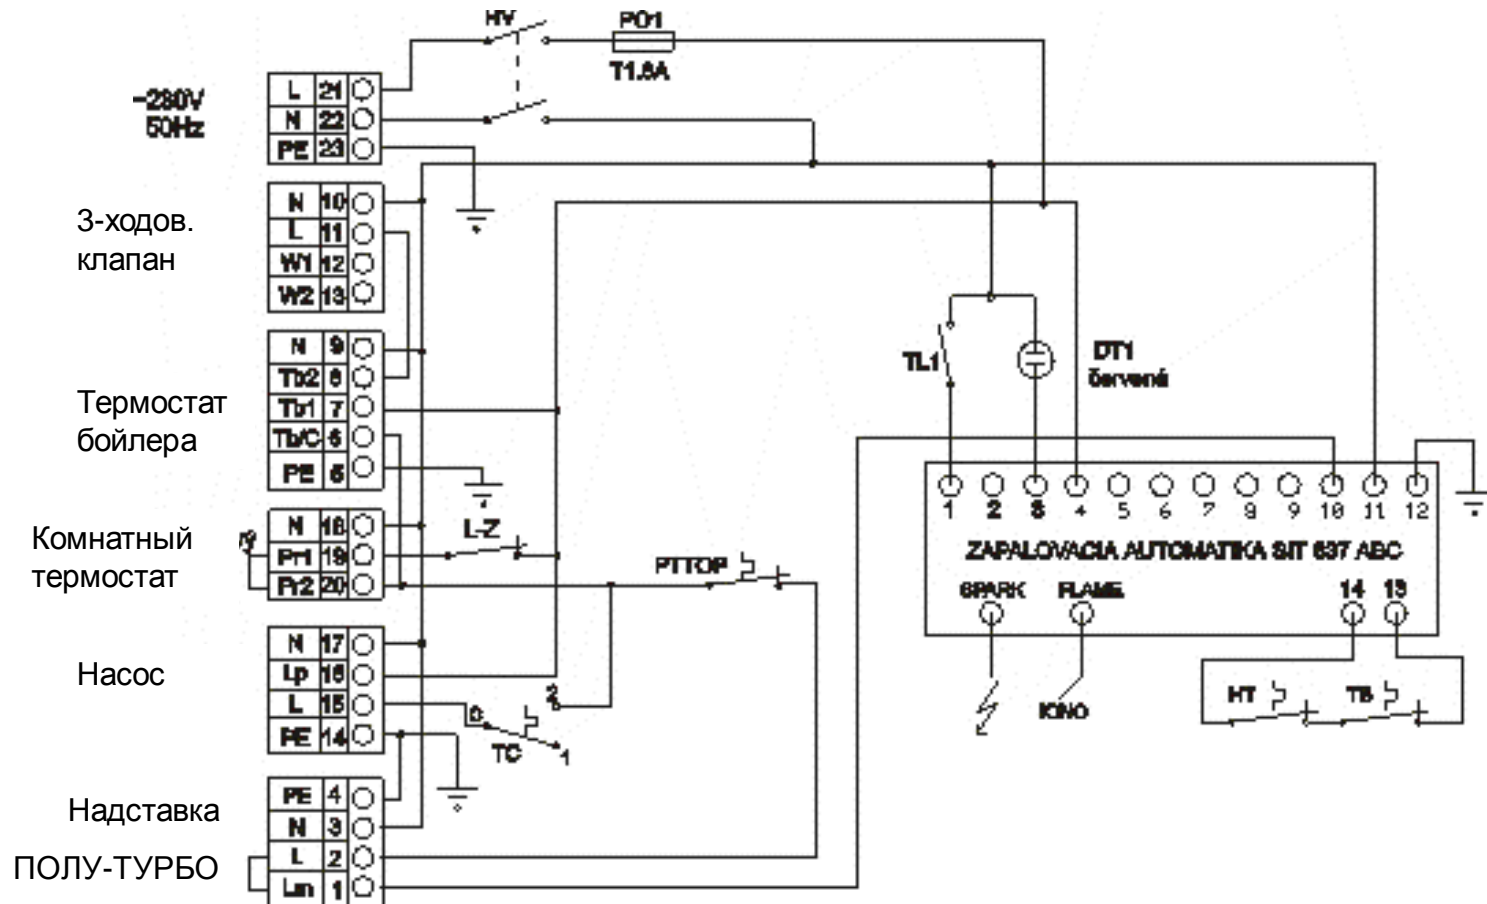 HV
PO1
T1.6A
~230V
50Hz
L 21
N 22
PE 23
3-ходов.
клапан
N 10
L 11
W1 12
W2 13
Термостат
бойлера
N 9
Tb2 8
Tb1 7
Tb/C 6
PE 5
Комнатный
термостат
N 18
Pr1 19
Pr2 20
L-Z
PTTOP
Насос
N 17
Lp 16
L 15
PE 14
C
2
TC
1
Надставка
ПОЛУ-ТУРБО
PE 4
N 3
L 2
Lm 1
TL1
DT1
červená
1 2 3 4 5 6 7 8 9 10 11 12
ZAPALOVACIA AUTOMATIKA SIT 537 ABC
SPARK FLAME 14 13
IONO
HT TB